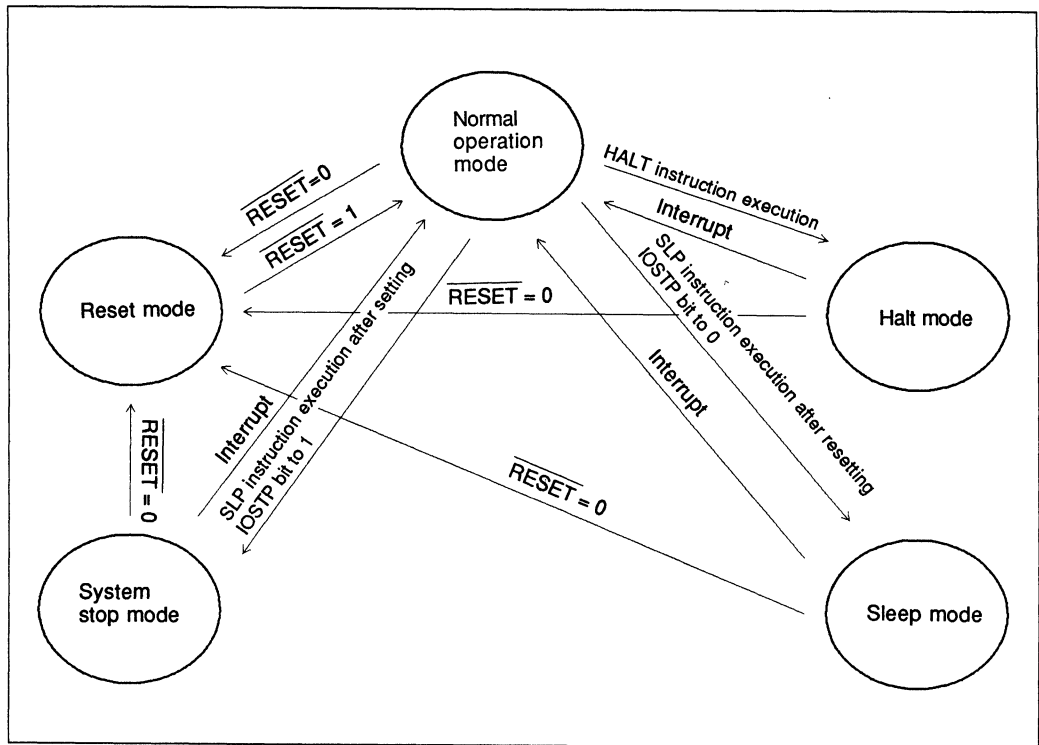 Normal
operation
mode
RESET=0
RESET = 1
HALT instruction execution
Interrupt
Reset mode
RESET = 0
Halt mode
SLP instruction execution after resetting
IOSTP bit to 0
Interrupt
Interrupt
SLP instruction execution after setting
IOSTP bit to 1
RESET = 0
RESET = 0
System
stop mode
Sleep mode